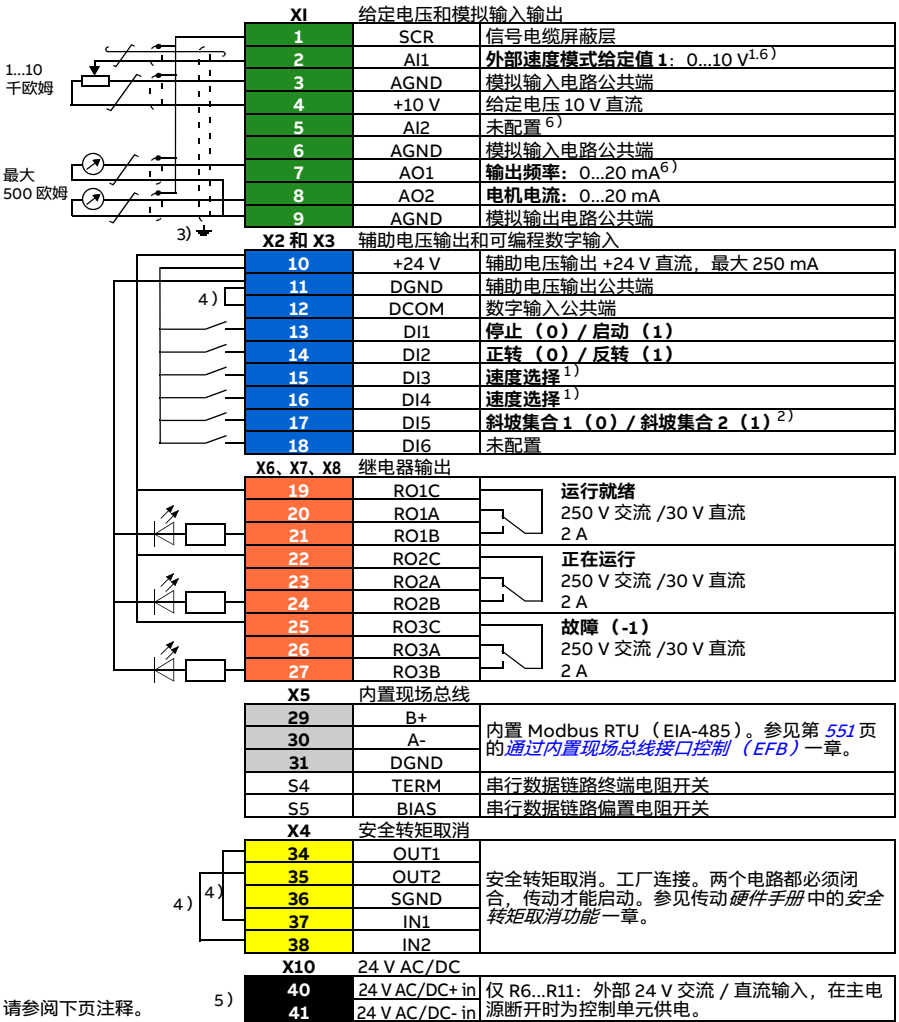 XI 给定电压和模拟输入输出
1 SCR 信号电缆屏蔽层
2 AI1 外部速度模式给定值 1：0...10 V1.6）
3 AGND 模拟输入电路公共端
4 +10 V 给定电压 10 V 直流
5 AI2 未配置 6）
6 AGND 模拟输入电路公共端
7 AO1 输出频率：0...20 mA6）
8 AO2 电机电流：0...20 mA
9 AGND 模拟输出电路公共端
1...10
千欧姆
最大
500 欧姆
3）
X2 和 X3 辅助电压输出和可编程数字输入
10 +24 V 辅助电压输出 +24 V 直流，最大 250 mA
11 DGND 辅助电压输出公共端
12 DCOM 数字输入公共端
13 DI1 停止（0）/ 启动（1）
14 DI2 正转（0）/ 反转（1）
15 DI3 速度选择 1）
16 DI4 速度选择 1）
17 DI5 斜坡集合 1（0）/ 斜坡集合 2（1）2）
18 DI6 未配置
4）
X6、X7、X8 继电器输出
19 RO1C 运行就绪
20 RO1A 250 V 交流 /30 V 直流
21 RO1B 2 A
22 RO2C 正在运行
23 RO2A 250 V 交流 /30 V 直流
24 RO2B 2 A
25 RO3C 故障（-1）
26 RO3A 250 V 交流 /30 V 直流
27 RO3B 2 A
X5 内置现场总线
29 B+
30 A-
31 DGND
内置 Modbus RTU（EIA-485）。参见第 551 页
的通过内置现场总线接口控制（EFB）一章。
S4 TERM 串行数据链路终端电阻开关
S5 BIAS 串行数据链路偏置电阻开关
X4 安全转矩取消
34 OUT1
35 OUT2
36 SGND
37 IN1
38 IN2
安全转矩取消。工厂连接。两个电路都必须闭
合，传动才能启动。参见传动硬件手册中的安全
转矩取消功能一章。
4）
4）
X10 24 V AC/DC
40 24 V AC/DC+ in 仅 R6...R11：外部 24 V 交流 / 直流输入，在主电
41 24 V AC/DC- in 源断开时为控制单元供电。
5）
请参阅下页注释。